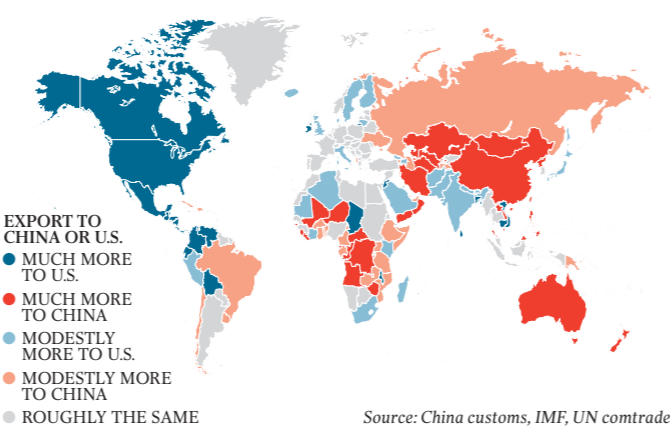 EXPORT TO
CHINA OR U.S.
MUCH MORE
TO U.S.
MUCH MORE
TO CHINA
MODESTLY
MORE TO U.S.
MODESTLY MORE
TO CHINA
ROUGHLY THE SAME
Source: China customs, IMF, UN comtrade